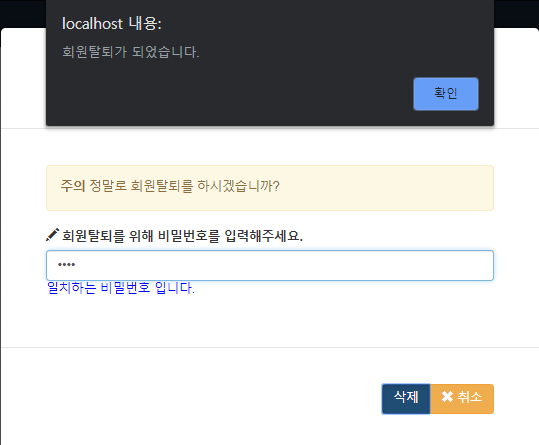 localhost 내용:
회원탈퇴가 되었습니다.
확인
주의 정말로 회원탈퇴를 하시겠습니까?
회원탈퇴를 위해 비밀번호를 입력해주세요.
••••
일치하는 비밀번호 입니다.
삭제 취소